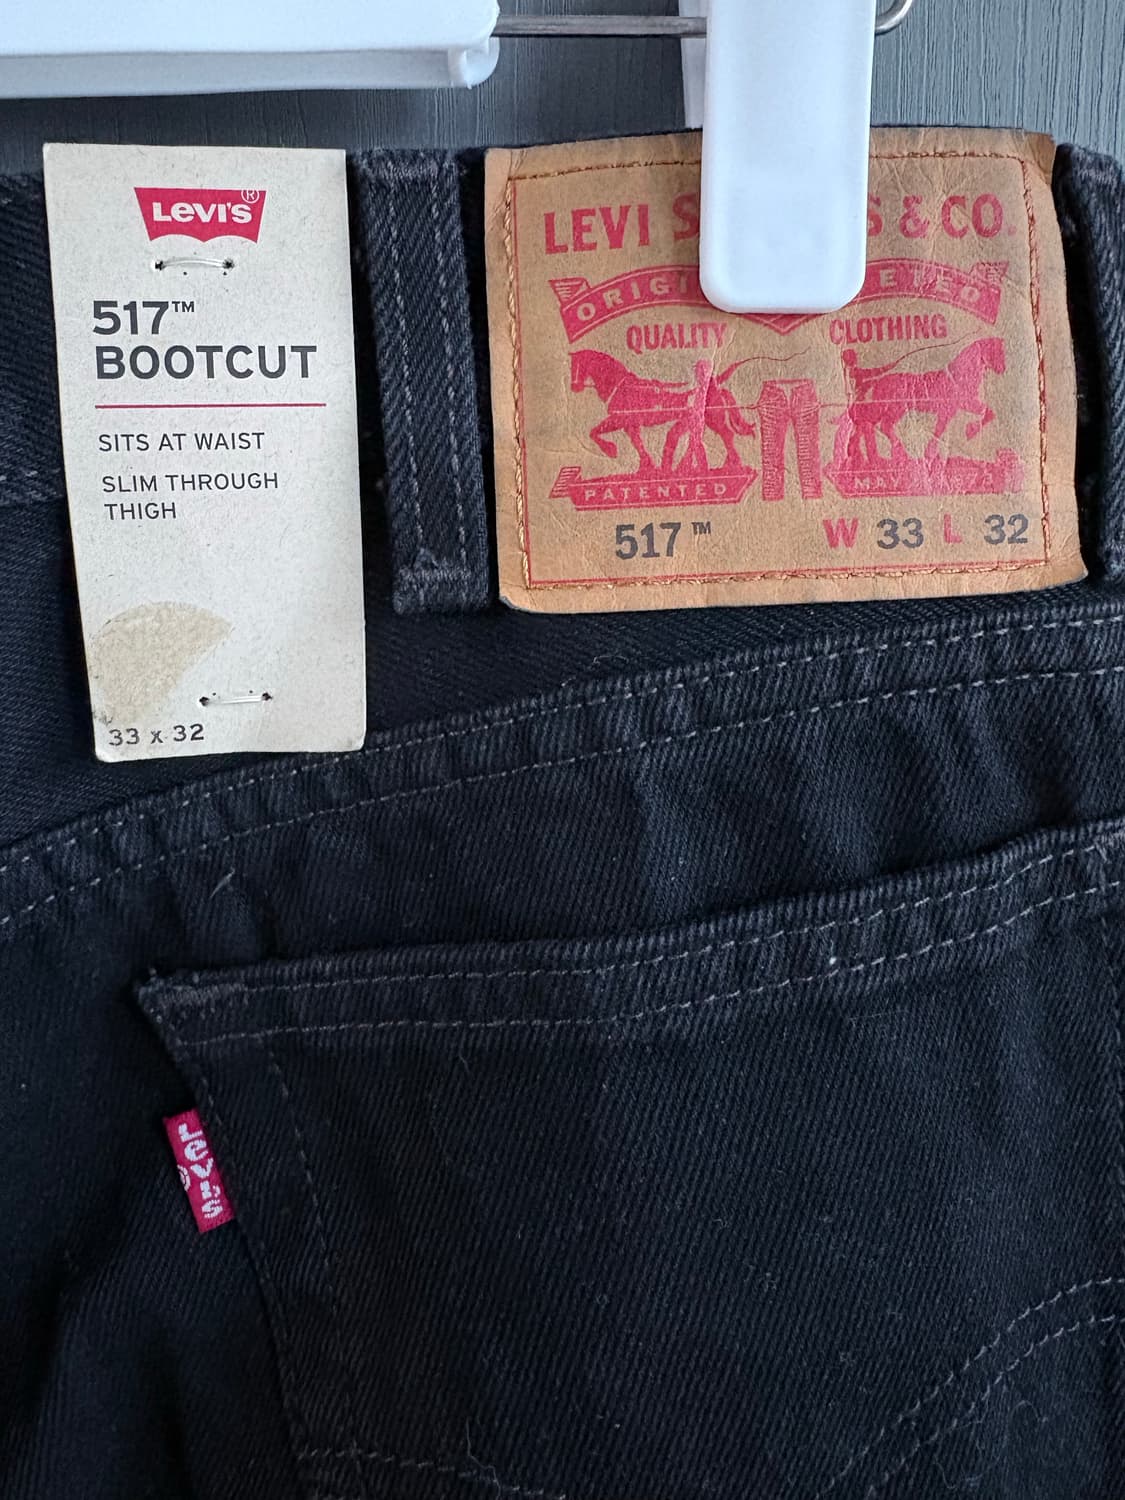 LEVI'S®
517™
BOOTCUT
SITS AT WAIST
SLIM THROUGH
THIGH
33 x 32
LEVI S & CO.
QUALITY CLOTHING
PATENTED MAY
517™ W 33 L 32
LEVI'S